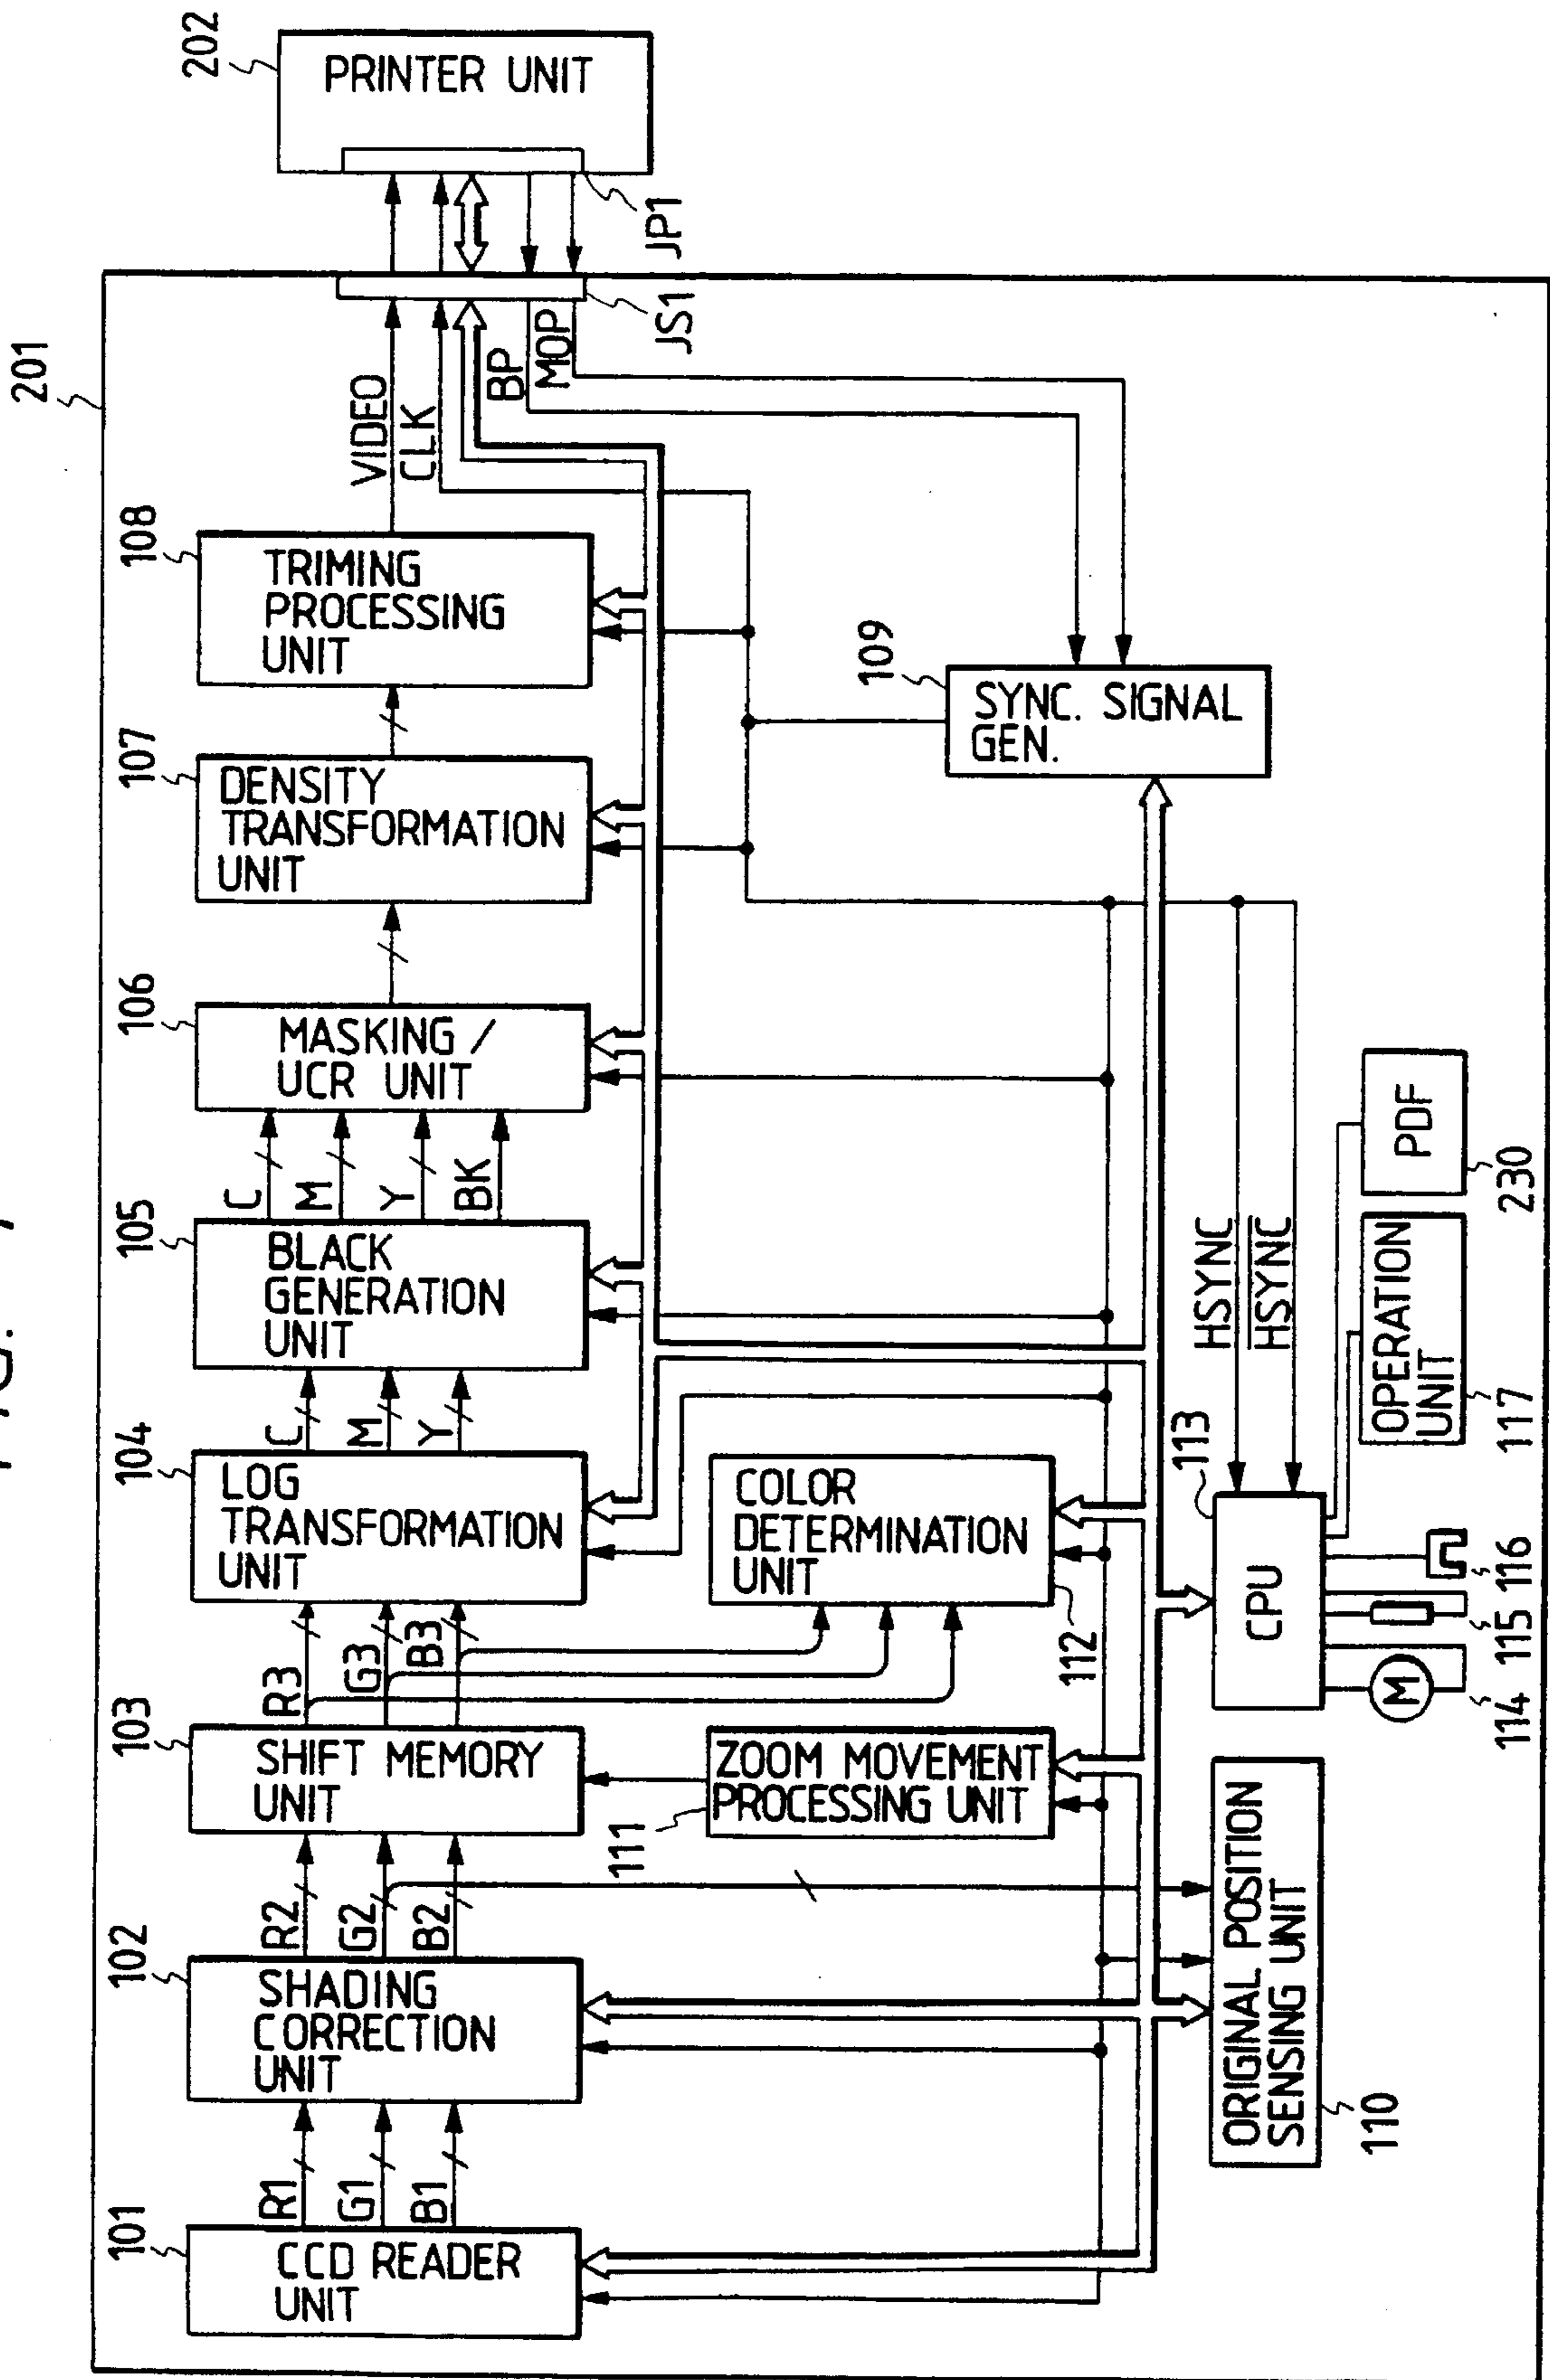 201
202
PRINTER UNIT
JP1
JS1
VIDEO
CLK
BP
MOP
101
CCD READER
UNIT
R1
G1
B1
102
SHADING
CORRECTION
UNIT
R2
G2
B2
103
SHIFT MEMORY
UNIT
R3
G3
B3
104
LOG
TRANSFORMATION
UNIT
C
M
Y
105
BLACK
GENERATION
UNIT
C
M
Y
BK
106
MASKING /
UCR UNIT
107
DENSITY
TRANSFORMATION
UNIT
108
TRIMING
PROCESSING
UNIT
111
ZOOM MOVEMENT
PROCESSING UNIT
112
COLOR
DETERMINATION
UNIT
109
SYNC. SIGNAL
GEN.
110
ORIGINAL POSITION
SENSING UNIT
113
CPU
HSYNC
HSYNC
M
114
115
116
OPERATION
UNIT
117
PDF
230